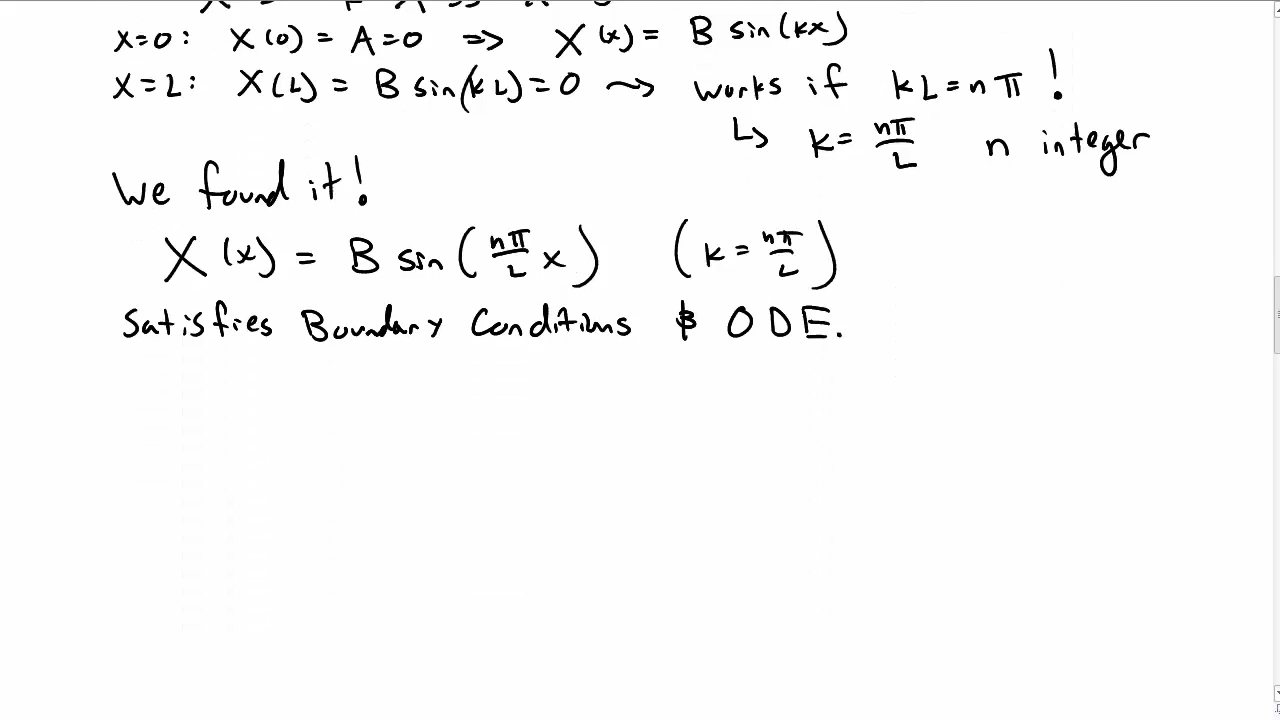 x=0: X(0) = A=0 => X(x) = B sin(kx)
x=L: X(L) = B sin(kL)=0 ⤳ works if kL=nπ !
↳ k= nπ/L n integer
We found it!
X(x) = B sin(nπ/L x) (k = nπ/L)
Satisfies Boundary Conditions & ODE.